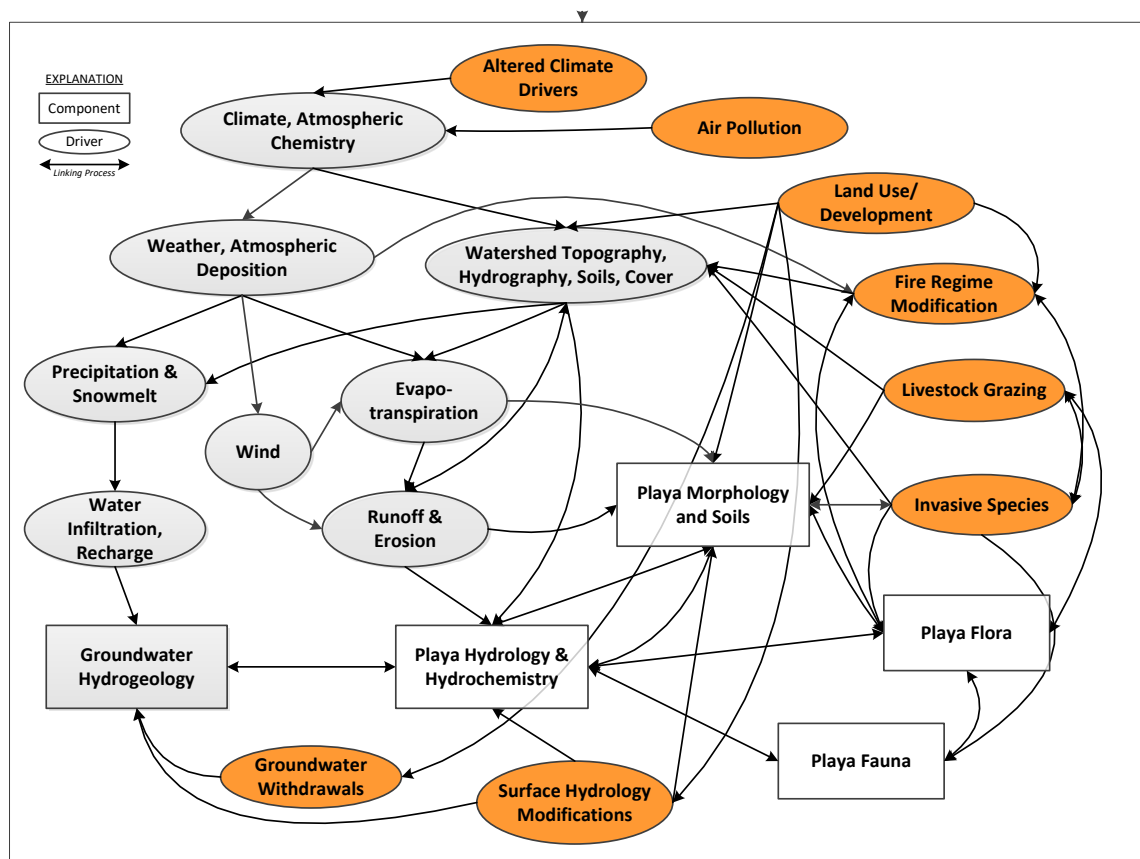 Altered Climate
Drivers
EXPLANATION
Component
Driver
Linking Process
Climate, Atmospheric
Chemistry
Air Pollution
Land Use/
Development
Weather, Atmospheric
Deposition
Watershed Topography,
Hydrography, Soils, Cover
Fire Regime
Modification
Precipitation &
Snowmelt
Evapo-
transpiration
Livestock Grazing
Wind
Playa Morphology
and Soils
Invasive Species
Water
Infiltration,
Recharge
Runoff &
Erosion
Playa Flora
Groundwater
Hydrogeology
Playa Hydrology &
Hydrochemistry
Playa Fauna
Groundwater
Withdrawals
Surface Hydrology
Modifications